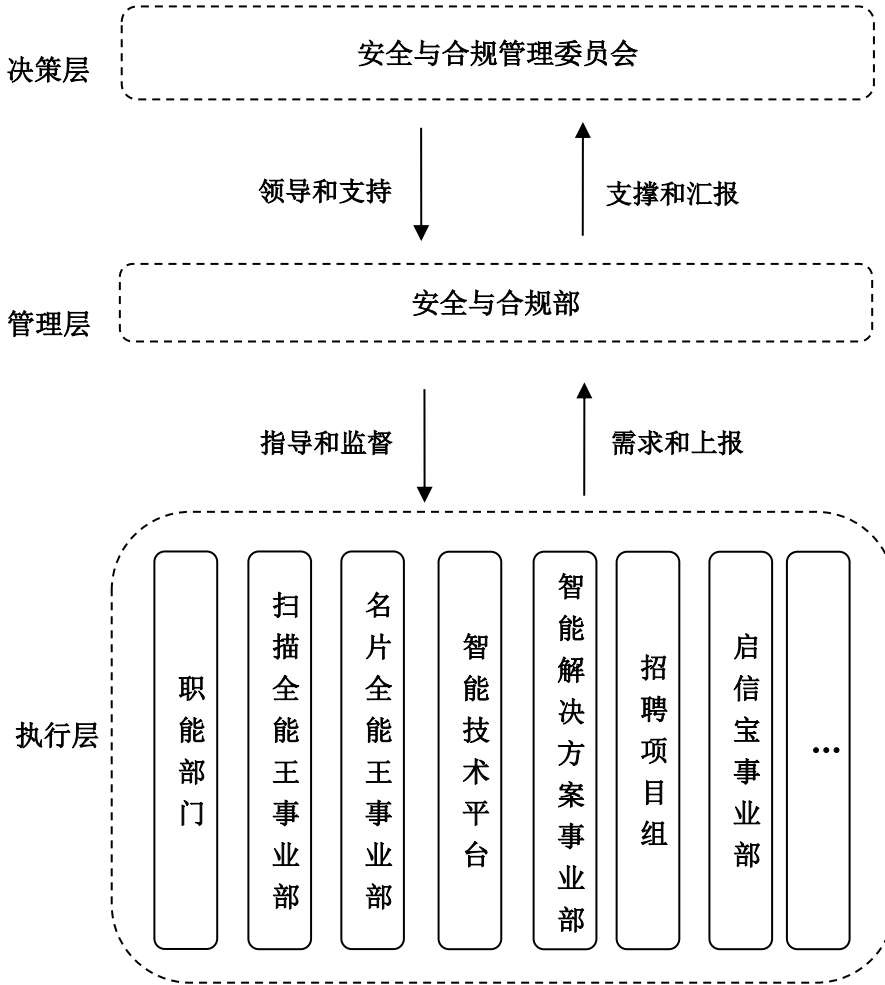 安全与合规管理委员会
决策层
领导和支持
支撑和汇报
安全与合规部
管理层
指导和监督
需求和上报
执行层
职能部门
扫描全能王事业部
名片全能王事业部
智能技术平台
智能解决方案事业部
招聘项目组
启信宝事业部
...